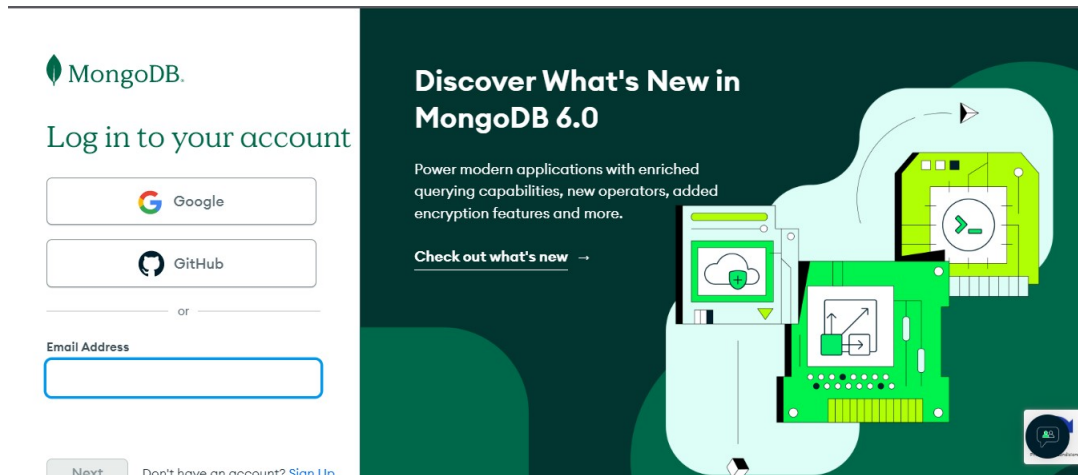 MongoDB.
Log in to your account
Google
GitHub
or
Email Address
Next
Don't have an account? Sign Up
Discover What's New in
MongoDB 6.0
Power modern applications with enriched
querying capabilities, new operators, added
encryption features and more.
Check out what's new →